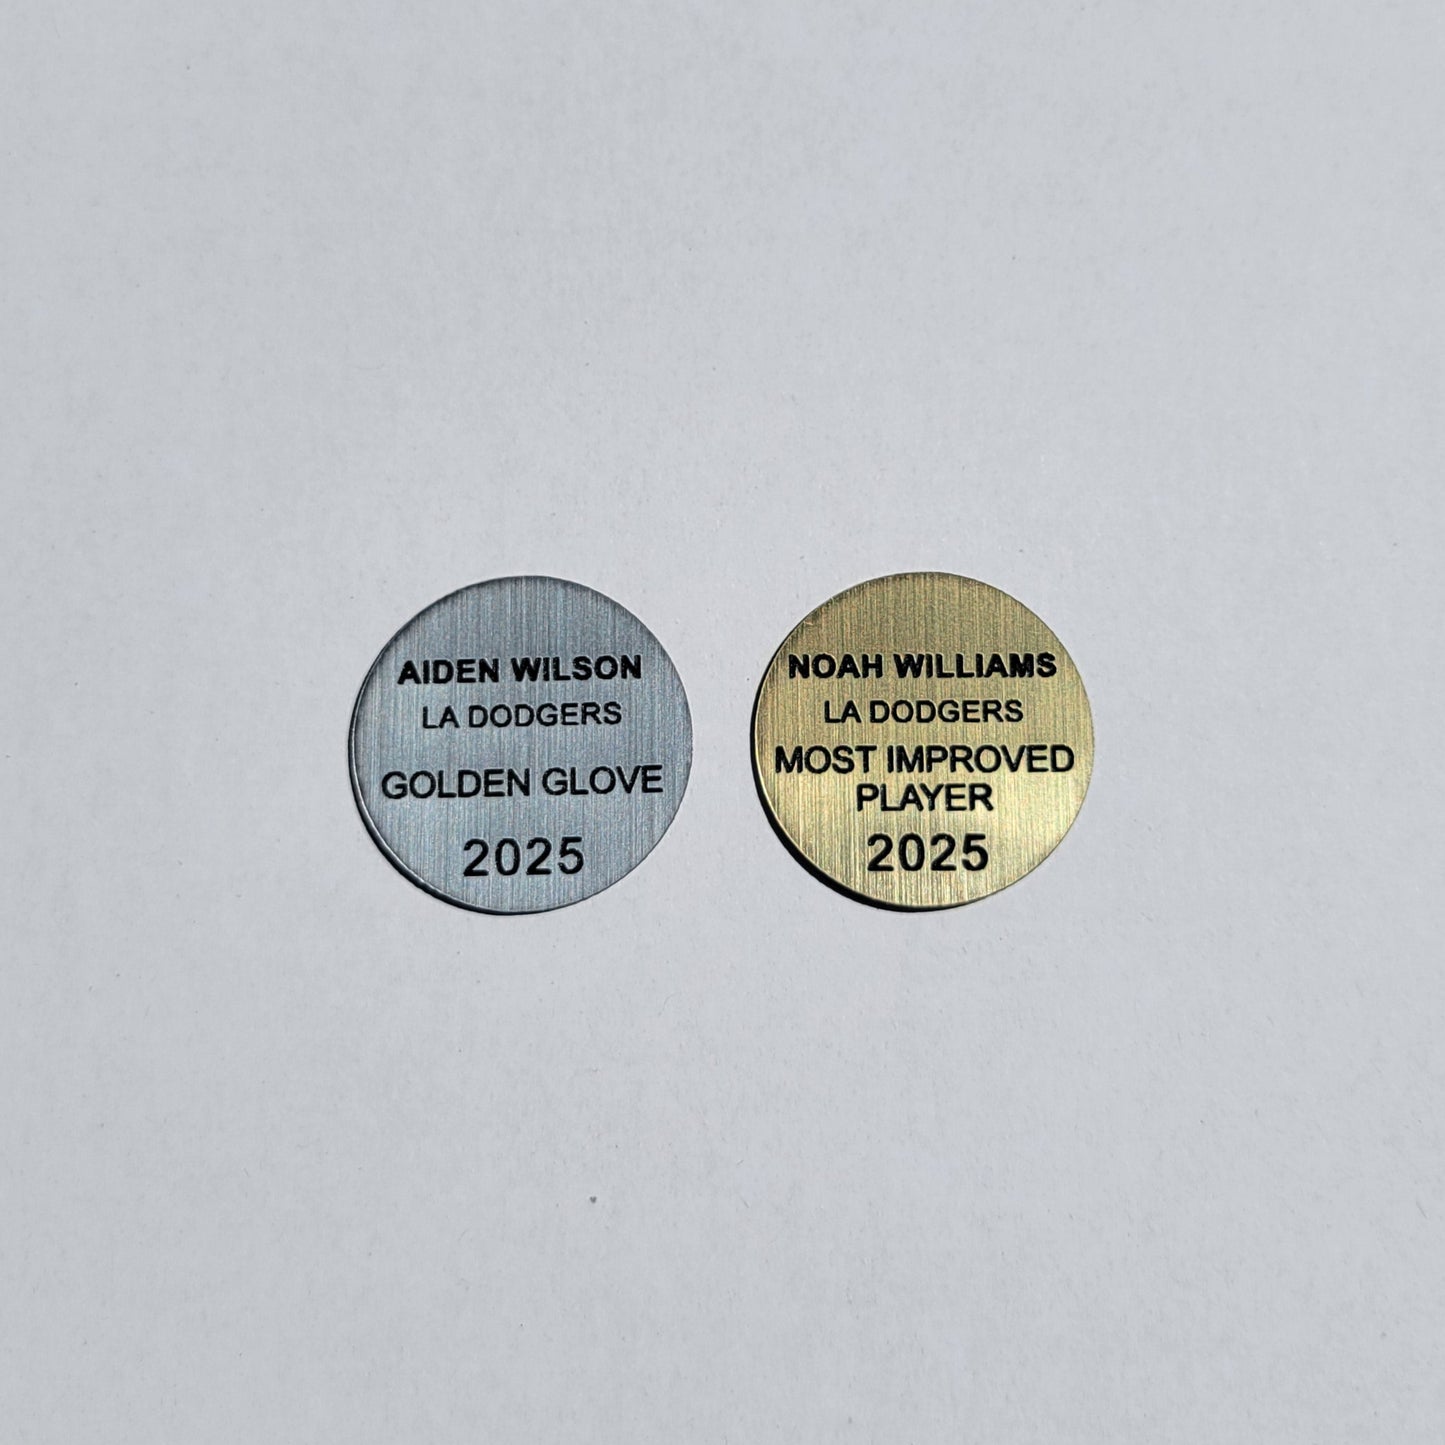 AIDEN WILSON
LA DODGERS
GOLDEN GLOVE
2025
NOAH WILLIAMS
LA DODGERS
MOST IMPROVED
PLAYER
2025